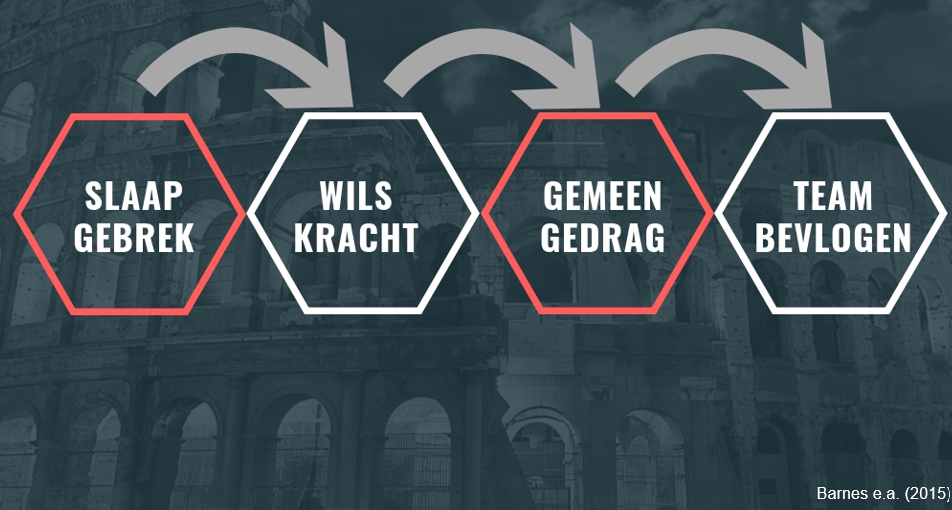 SLAAP
GEBREK
WILS
KRACHT
GEMEEN
GEDRAG
TEAM
BEVLOGEN
Barnes e.a. (2015)